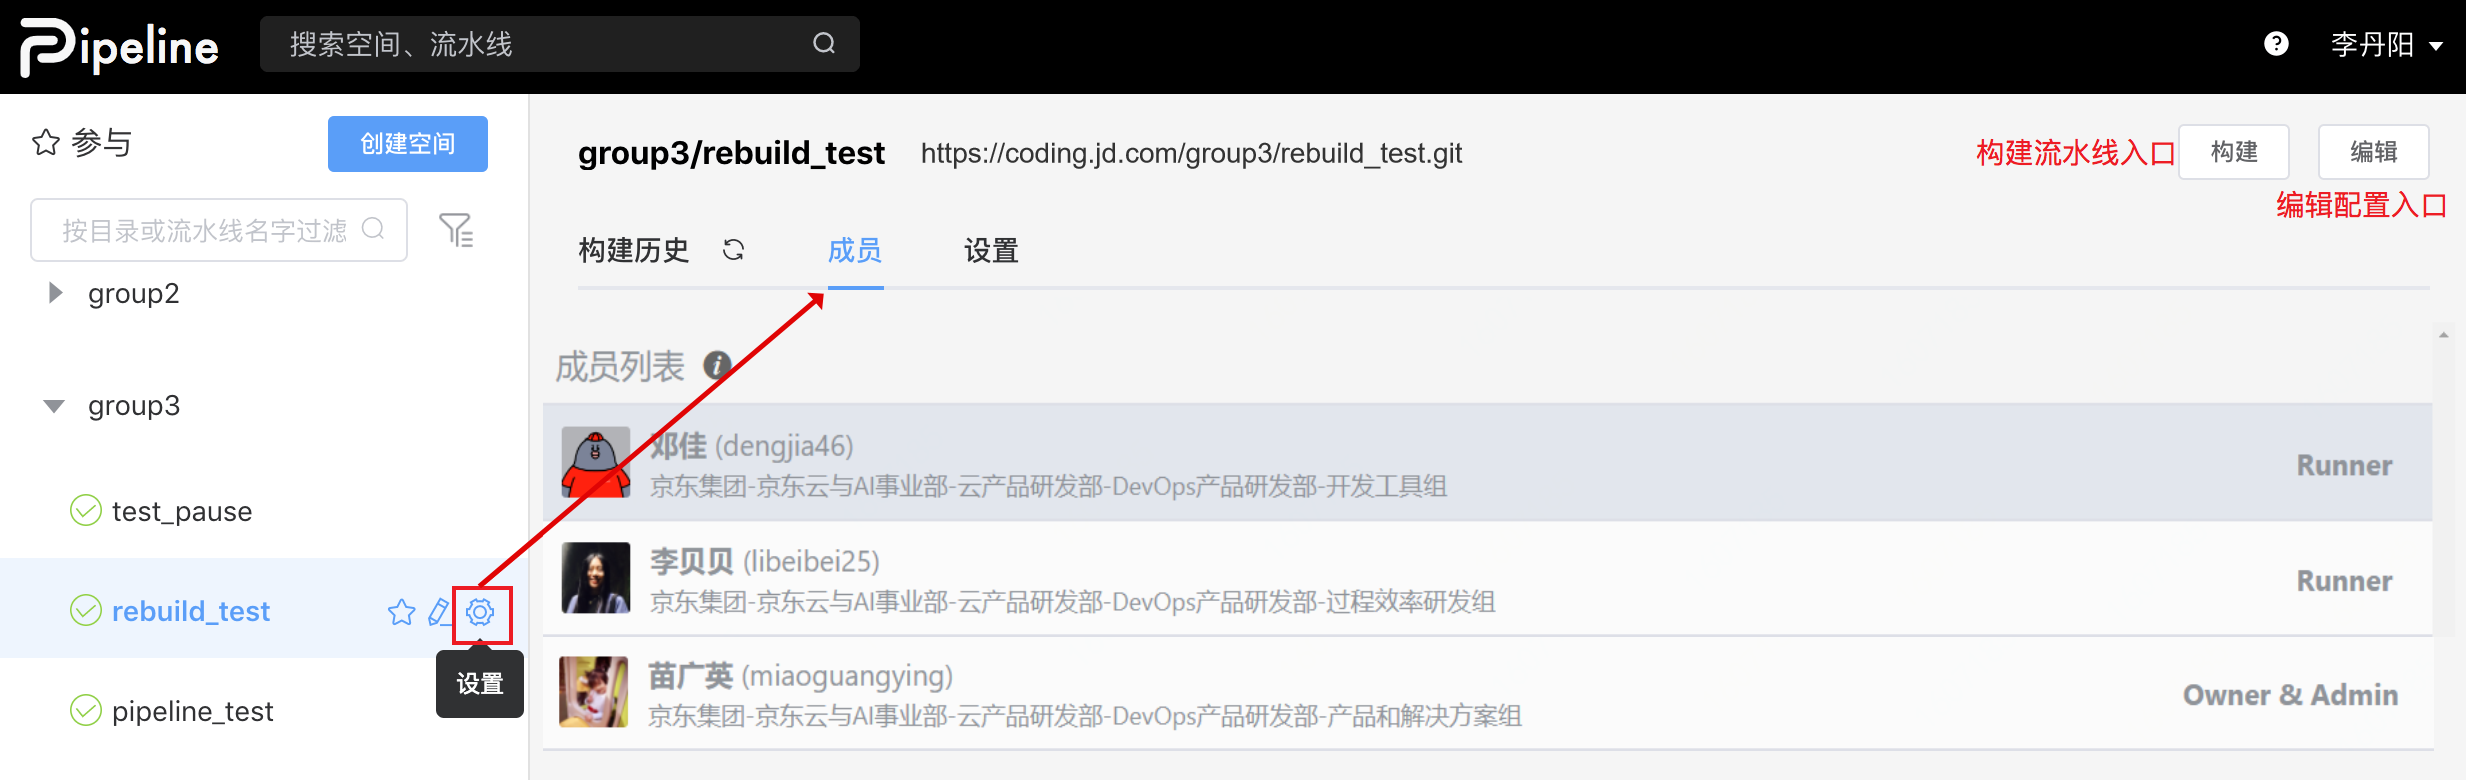 Pipeline
搜索空间、流水线
李丹阳
参与
创建空间
按目录或流水线名字过滤
group2
group3
test_pause
rebuild_test
设置
pipeline_test
group3/rebuild_test https://coding.jd.com/group3/rebuild_test.git
构建流水线入口 构建 编辑
编辑配置入口
构建历史 成员 设置
成员列表
邓佳 (dengjia46)
京东集团-京东云与AI事业部-云产品研发部-DevOps产品研发部-开发工具组
Runner
李贝贝 (libeibei25)
京东集团-京东云与AI事业部-云产品研发部-DevOps产品研发部-过程效率研发组
Runner
苗广英 (miaoguangying)
京东集团-京东云与AI事业部-云产品研发部-DevOps产品研发部-产品和解决方案组
Owner & Admin